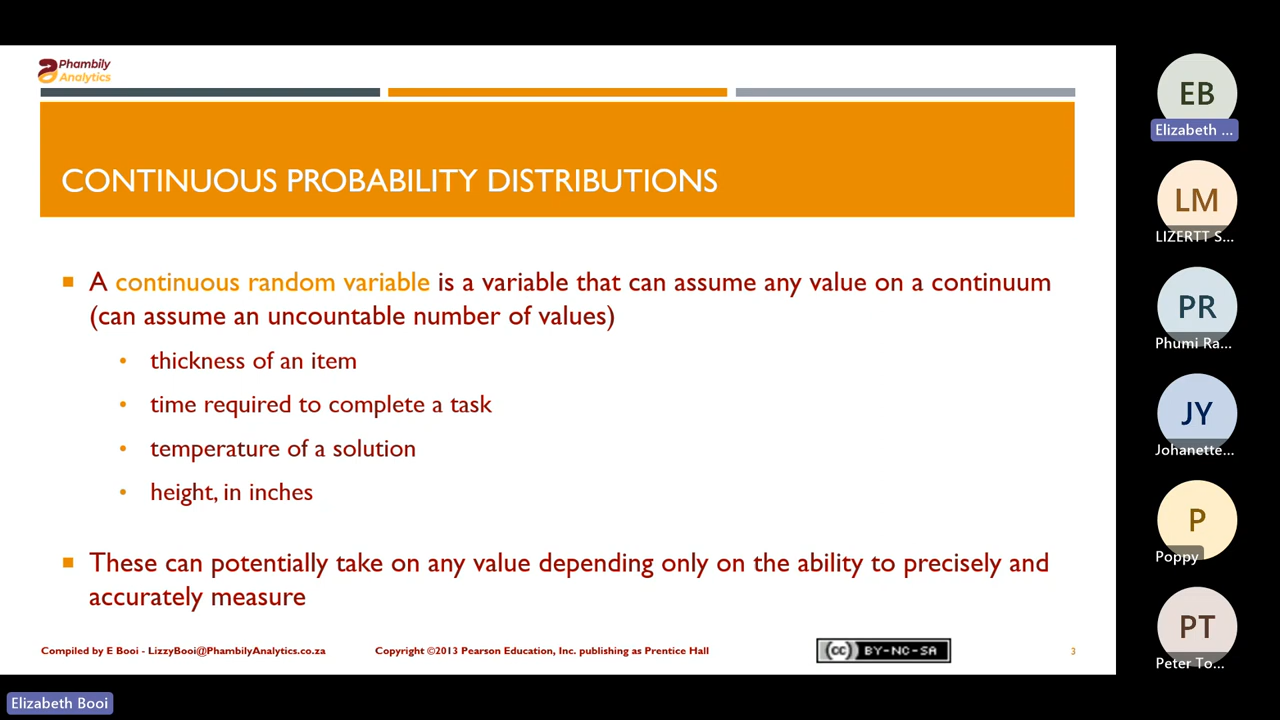 Phambily
Analytics
CONTINUOUS PROBABILITY DISTRIBUTIONS
A continuous random variable is a variable that can assume any value on a continuum
(can assume an uncountable number of values)
thickness of an item
time required to complete a task
temperature of a solution
height, in inches
These can potentially take on any value depending only on the ability to precisely and
accurately measure
Compiled by E Booi - LizzyBooi@PhambilyAnalytics.co.za
Copyright ©2013 Pearson Education, Inc. publishing as Prentice Hall
cc BY-NC-SA
3
EB
Elizabeth ...
LM
LIZERTT S...
PR
Phumi Ra...
JY
Johanette...
P
Poppy
PT
Peter To...
Elizabeth Booi